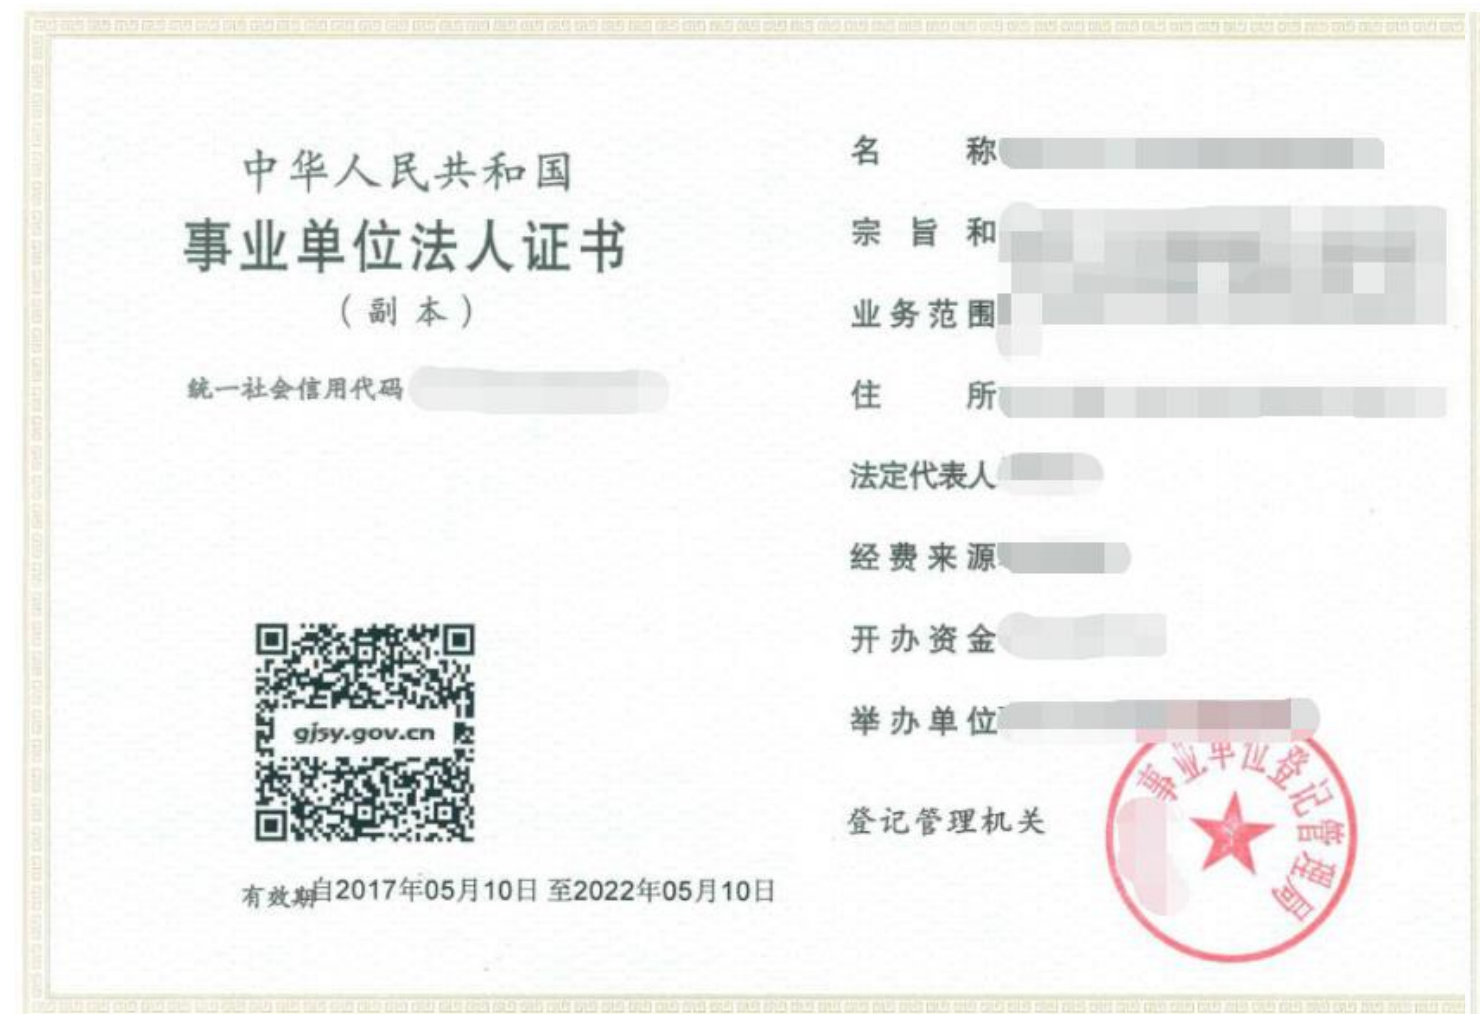 中华人民共和国
事业单位法人证书
（副本）
统一社会信用代码
gjsy.gov.cn
有效期自2017年05月10日 至2022年05月10日
名称
宗旨和
业务范围
住所
法定代表人
经费来源
开办资金
举办单位
登记管理机关
事业单位登记管理局